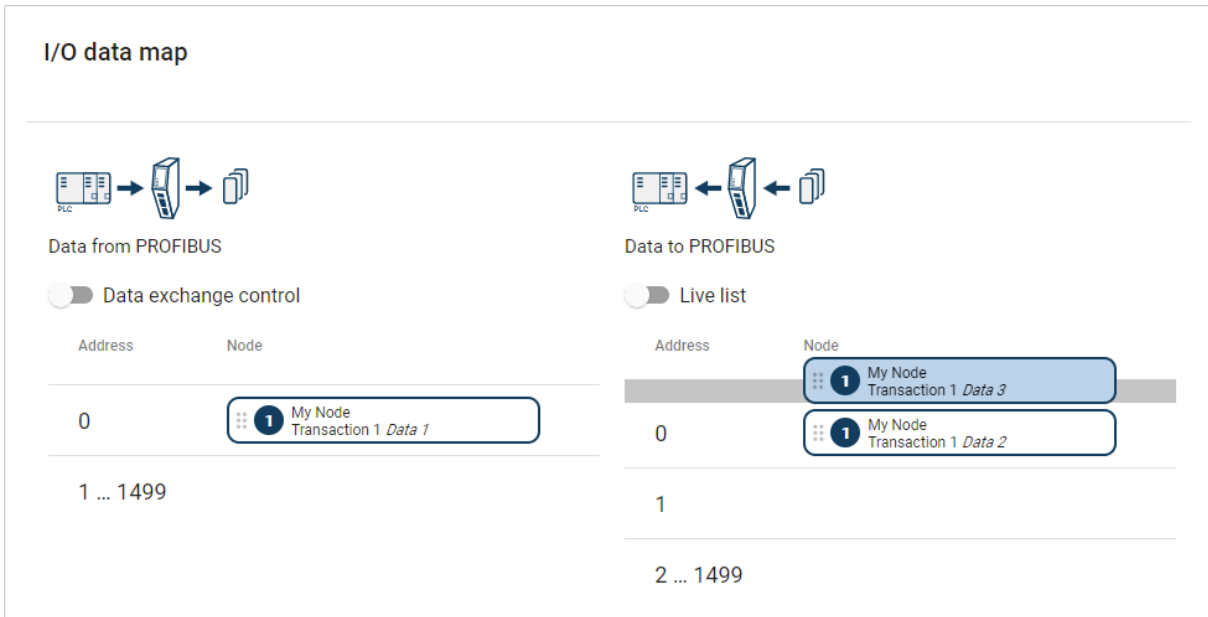 I/O data map
PLC
Data from PROFIBUS
Data exchange control
Address Node
0
1 My Node
Transaction 1 Data 1
1 ... 1499
PLC
Data to PROFIBUS
Live list
Address Node
1 My Node
Transaction 1 Data 3
0
1 My Node
Transaction 1 Data 2
1
2 ... 1499